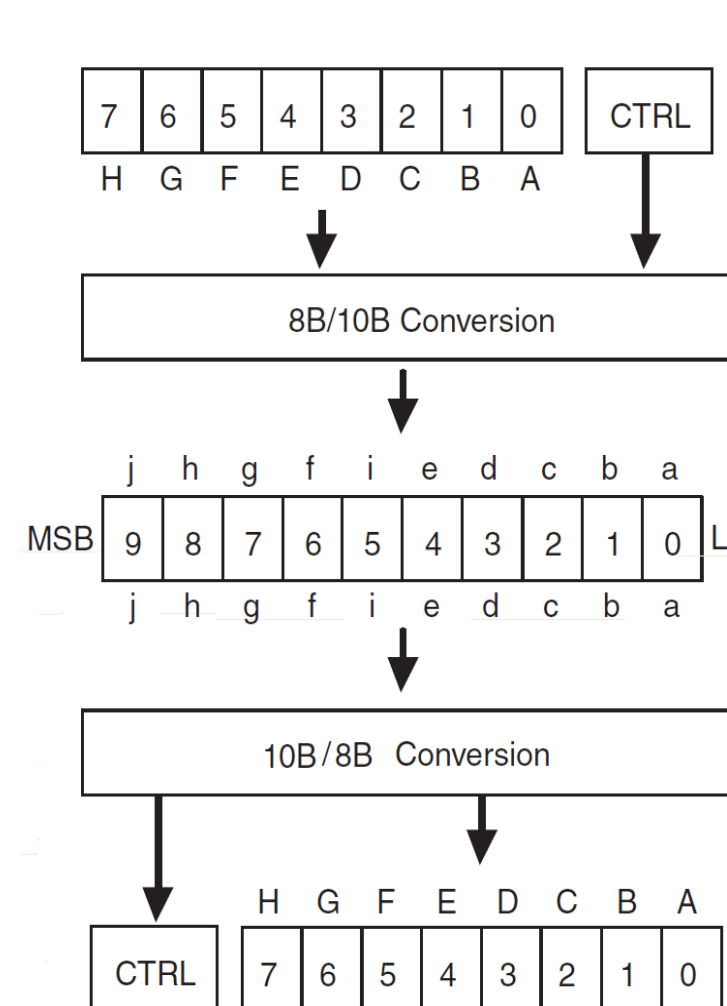 7 6 5 4 3 2 1 0 CTRL
H G F E D C B A
8B/10B Conversion
j h g f i e d c b a
MSB 9 8 7 6 5 4 3 2 1 0 L
j h g f i e d c b a
10B/8B Conversion
H G F E D C B A
CTRL 7 6 5 4 3 2 1 0